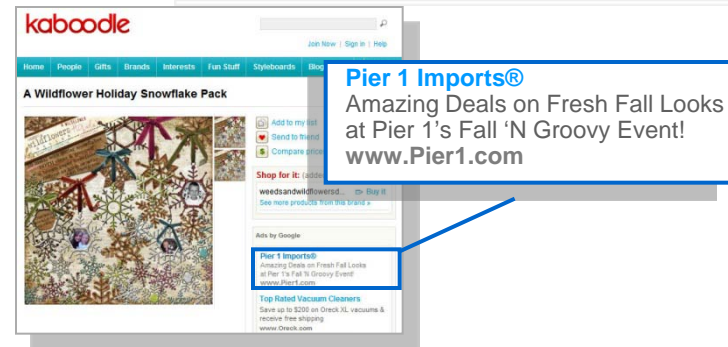 kaboodle
Join Now | Sign in | Help
Home People Gifts Brands Interests Fun Stuff Styleboards Blog
A Wildflower Holiday Snowflake Pack
Add to my list
Send to friend
Compare prices
Shop for it: (added
weedsandwildflowersd... Buy it
See more products from this brand »
Ads by Google
Pier 1 Imports®
Amazing Deals on Fresh Fall Looks
at Pier 1's Fall 'N Groovy Event!
www.Pier1.com
Top Rated Vacuum Cleaners
Save up to $200 on Oreck XL vacuums &
receive free shipping
www.Oreck.com
Pier 1 Imports®
Amazing Deals on Fresh Fall Looks
at Pier 1’s Fall ‘N Groovy Event!
www.Pier1.com